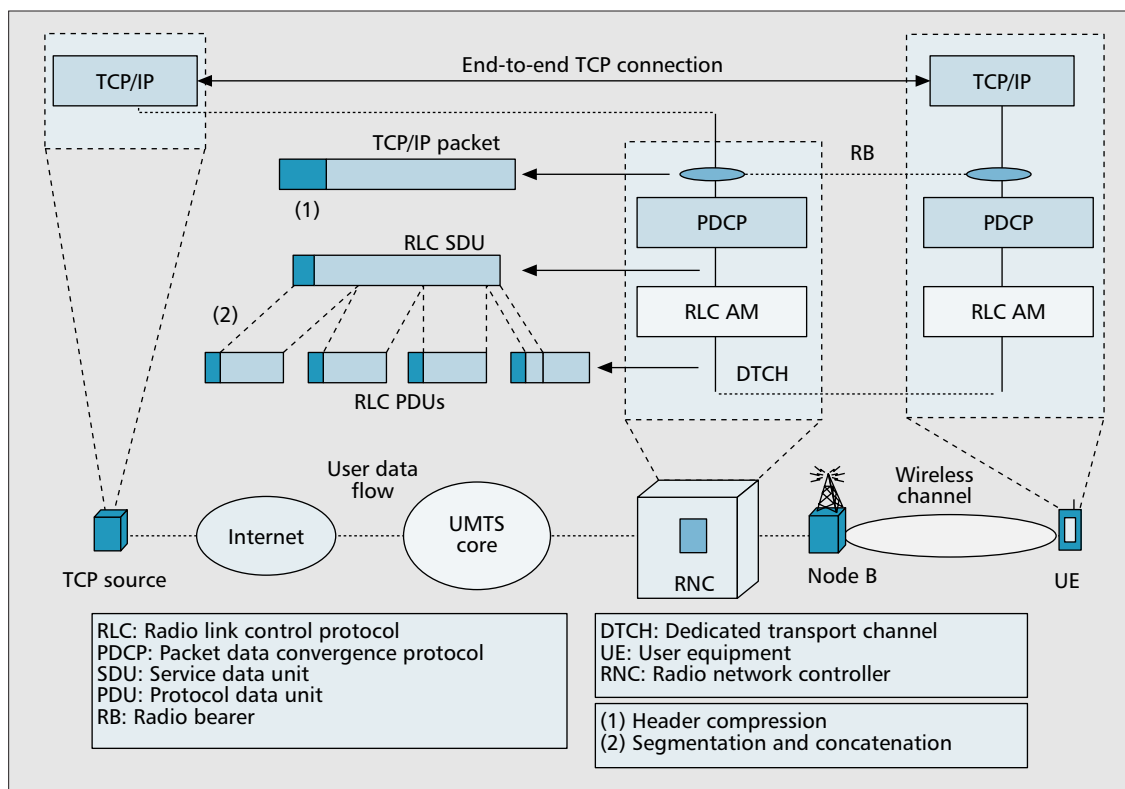 TCP/IP
End-to-end TCP connection
TCP/IP
TCP/IP packet
RB
(1)
PDCP
PDCP
RLC SDU
(2)
RLC AM
RLC AM
DTCH
RLC PDUs
User data
flow
Wireless
channel
Internet
UMTS
core
TCP source
RNC
Node B
UE
RLC: Radio link control protocol
PDCP: Packet data convergence protocol
SDU: Service data unit
PDU: Protocol data unit
RB: Radio bearer
DTCH: Dedicated transport channel
UE: User equipment
RNC: Radio network controller
(1) Header compression
(2) Segmentation and concatenation